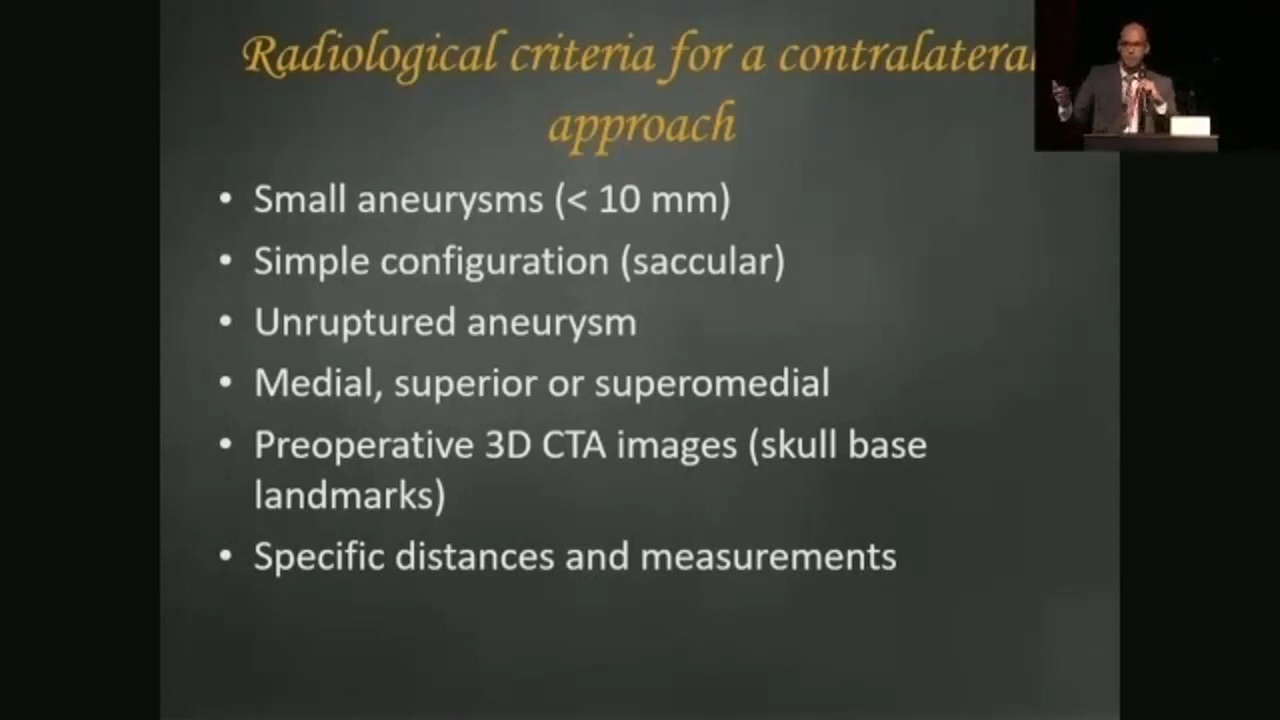 Radiological criteria for a contralateral
approach
• Small aneurysms (< 10 mm)
• Simple configuration (saccular)
• Unruptured aneurysm
• Medial, superior or superomedial
• Preoperative 3D CTA images (skull base
landmarks)
• Specific distances and measurements